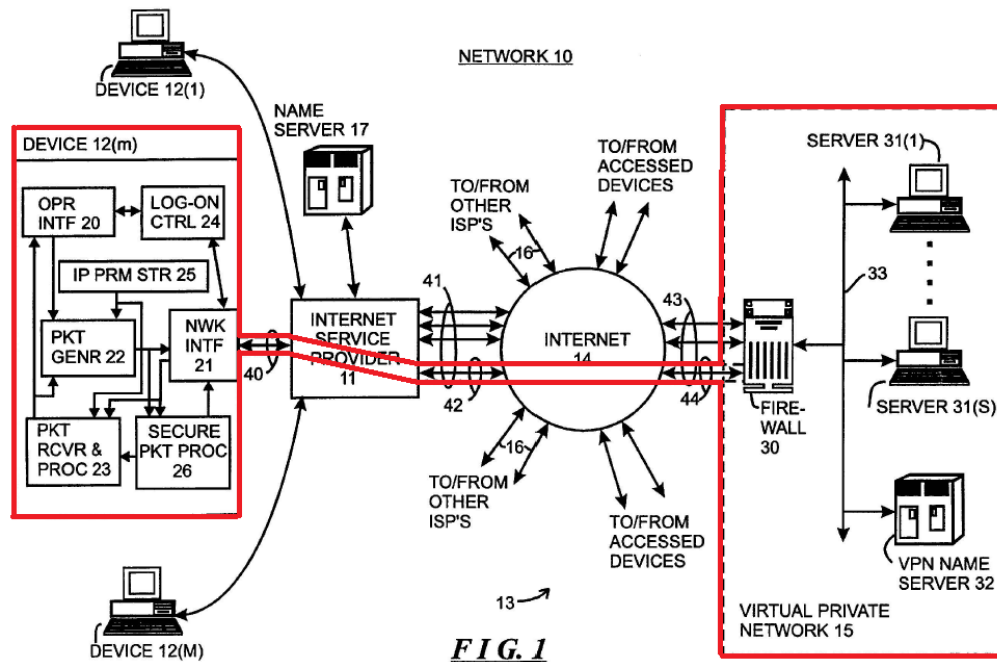 NETWORK 10
DEVICE 12(1)
NAME
SERVER 17
DEVICE 12(m)
OPR
INTF 20
LOG-ON
CTRL 24
IP PRM STR 25
PKT
GENR 22
NWK
INTF
21
PKT
RCVR &
PROC 23
SECURE
PKT PROC
26
40
INTERNET
SERVICE
PROVIDER
11
41
42
TO/FROM
OTHER
ISP'S
16
TO/FROM
ACCESSED
DEVICES
INTERNET
14
16
TO/FROM
OTHER
ISP'S
TO/FROM
ACCESSED
DEVICES
43
44
FIRE-
WALL
30
33
SERVER 31(1)
SERVER 31(S)
VPN NAME
SERVER 32
VIRTUAL PRIVATE
NETWORK 15
DEVICE 12(M)
13
FIG. 1